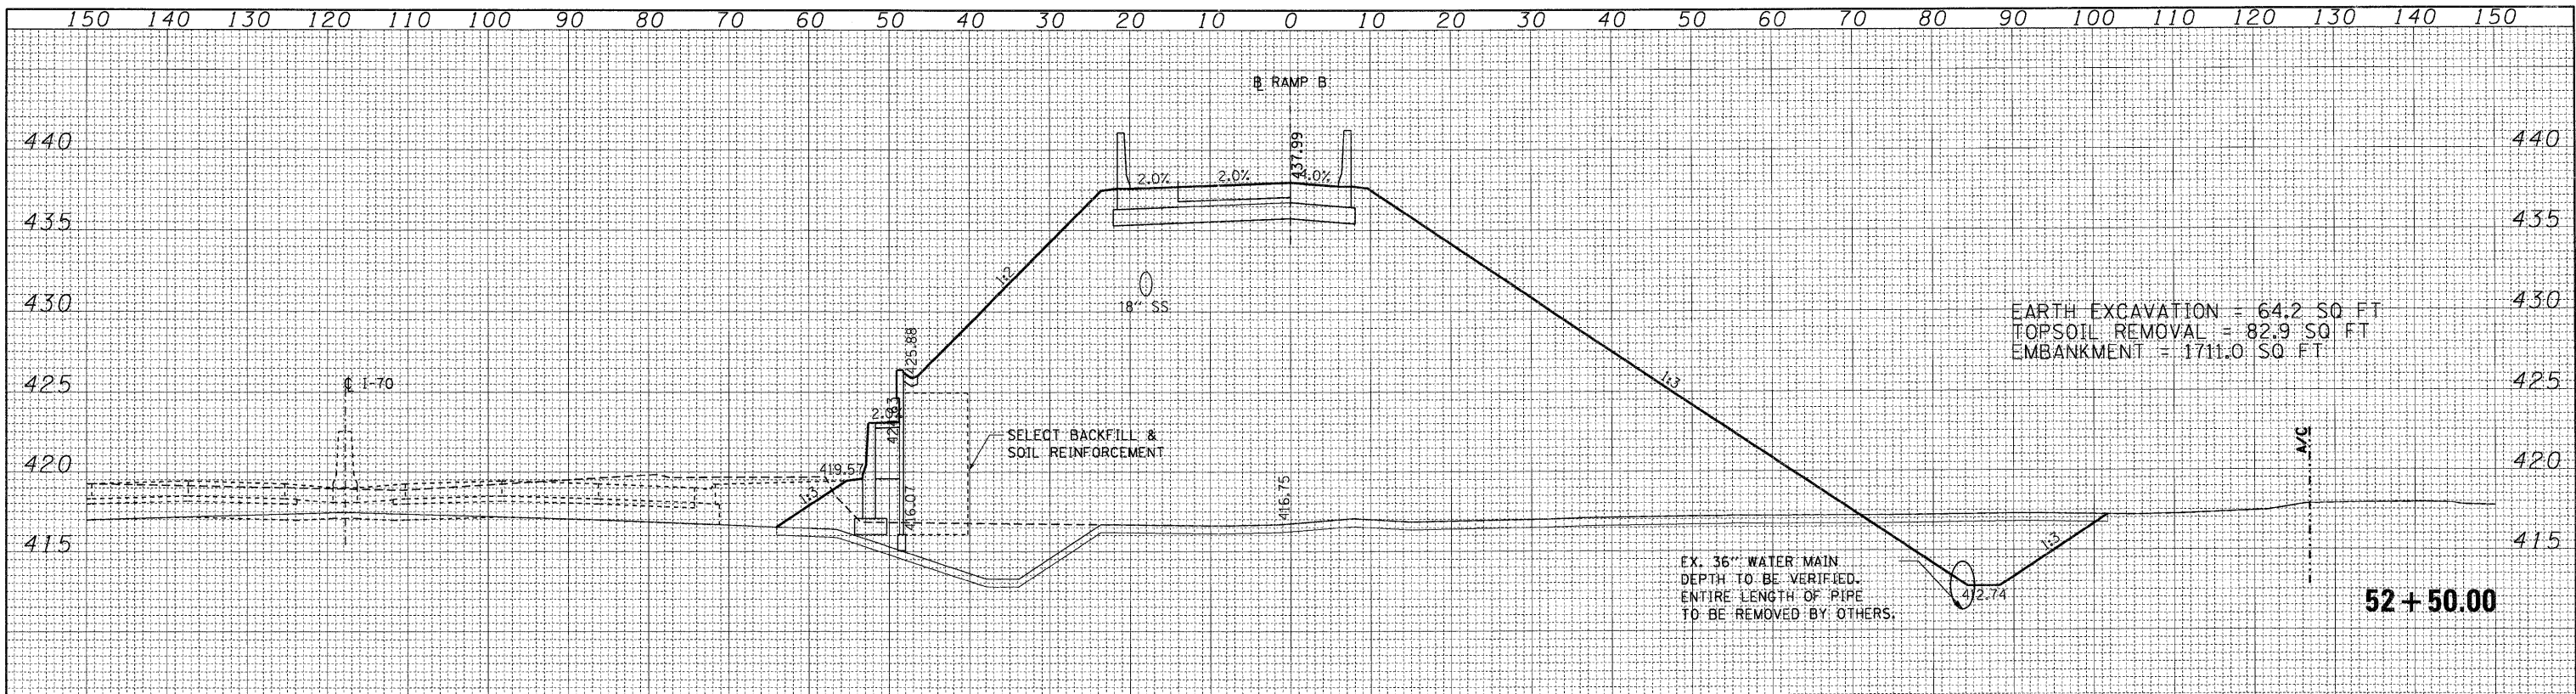 150 140 130 120 110 100 90 80 70 60 50 40 30 20 10 0 10 20 30 40 50 60 70 80 90 100 110 120 130 140 150
℄ RAMP B
440 440
437.99
2.0% 2.0% 4.0%
435 435
1:2
18" SS
430 430
EARTH EXCAVATION = 64.2 SQ FT
TOPSOIL REMOVAL = 82.9 SQ FT
EMBANKMENT = 1711.0 SQ FT
425.88
425 425
℄ I-70
1:3
2.0%
SELECT BACKFILL &
SOIL REINFORCEMENT
A/C
420 420
419.57
1:3
416.07
416.75
415 415
1:3
EX. 36" WATER MAIN
DEPTH TO BE VERIFIED.
ENTIRE LENGTH OF PIPE
TO BE REMOVED BY OTHERS.
412.74
52+50.00